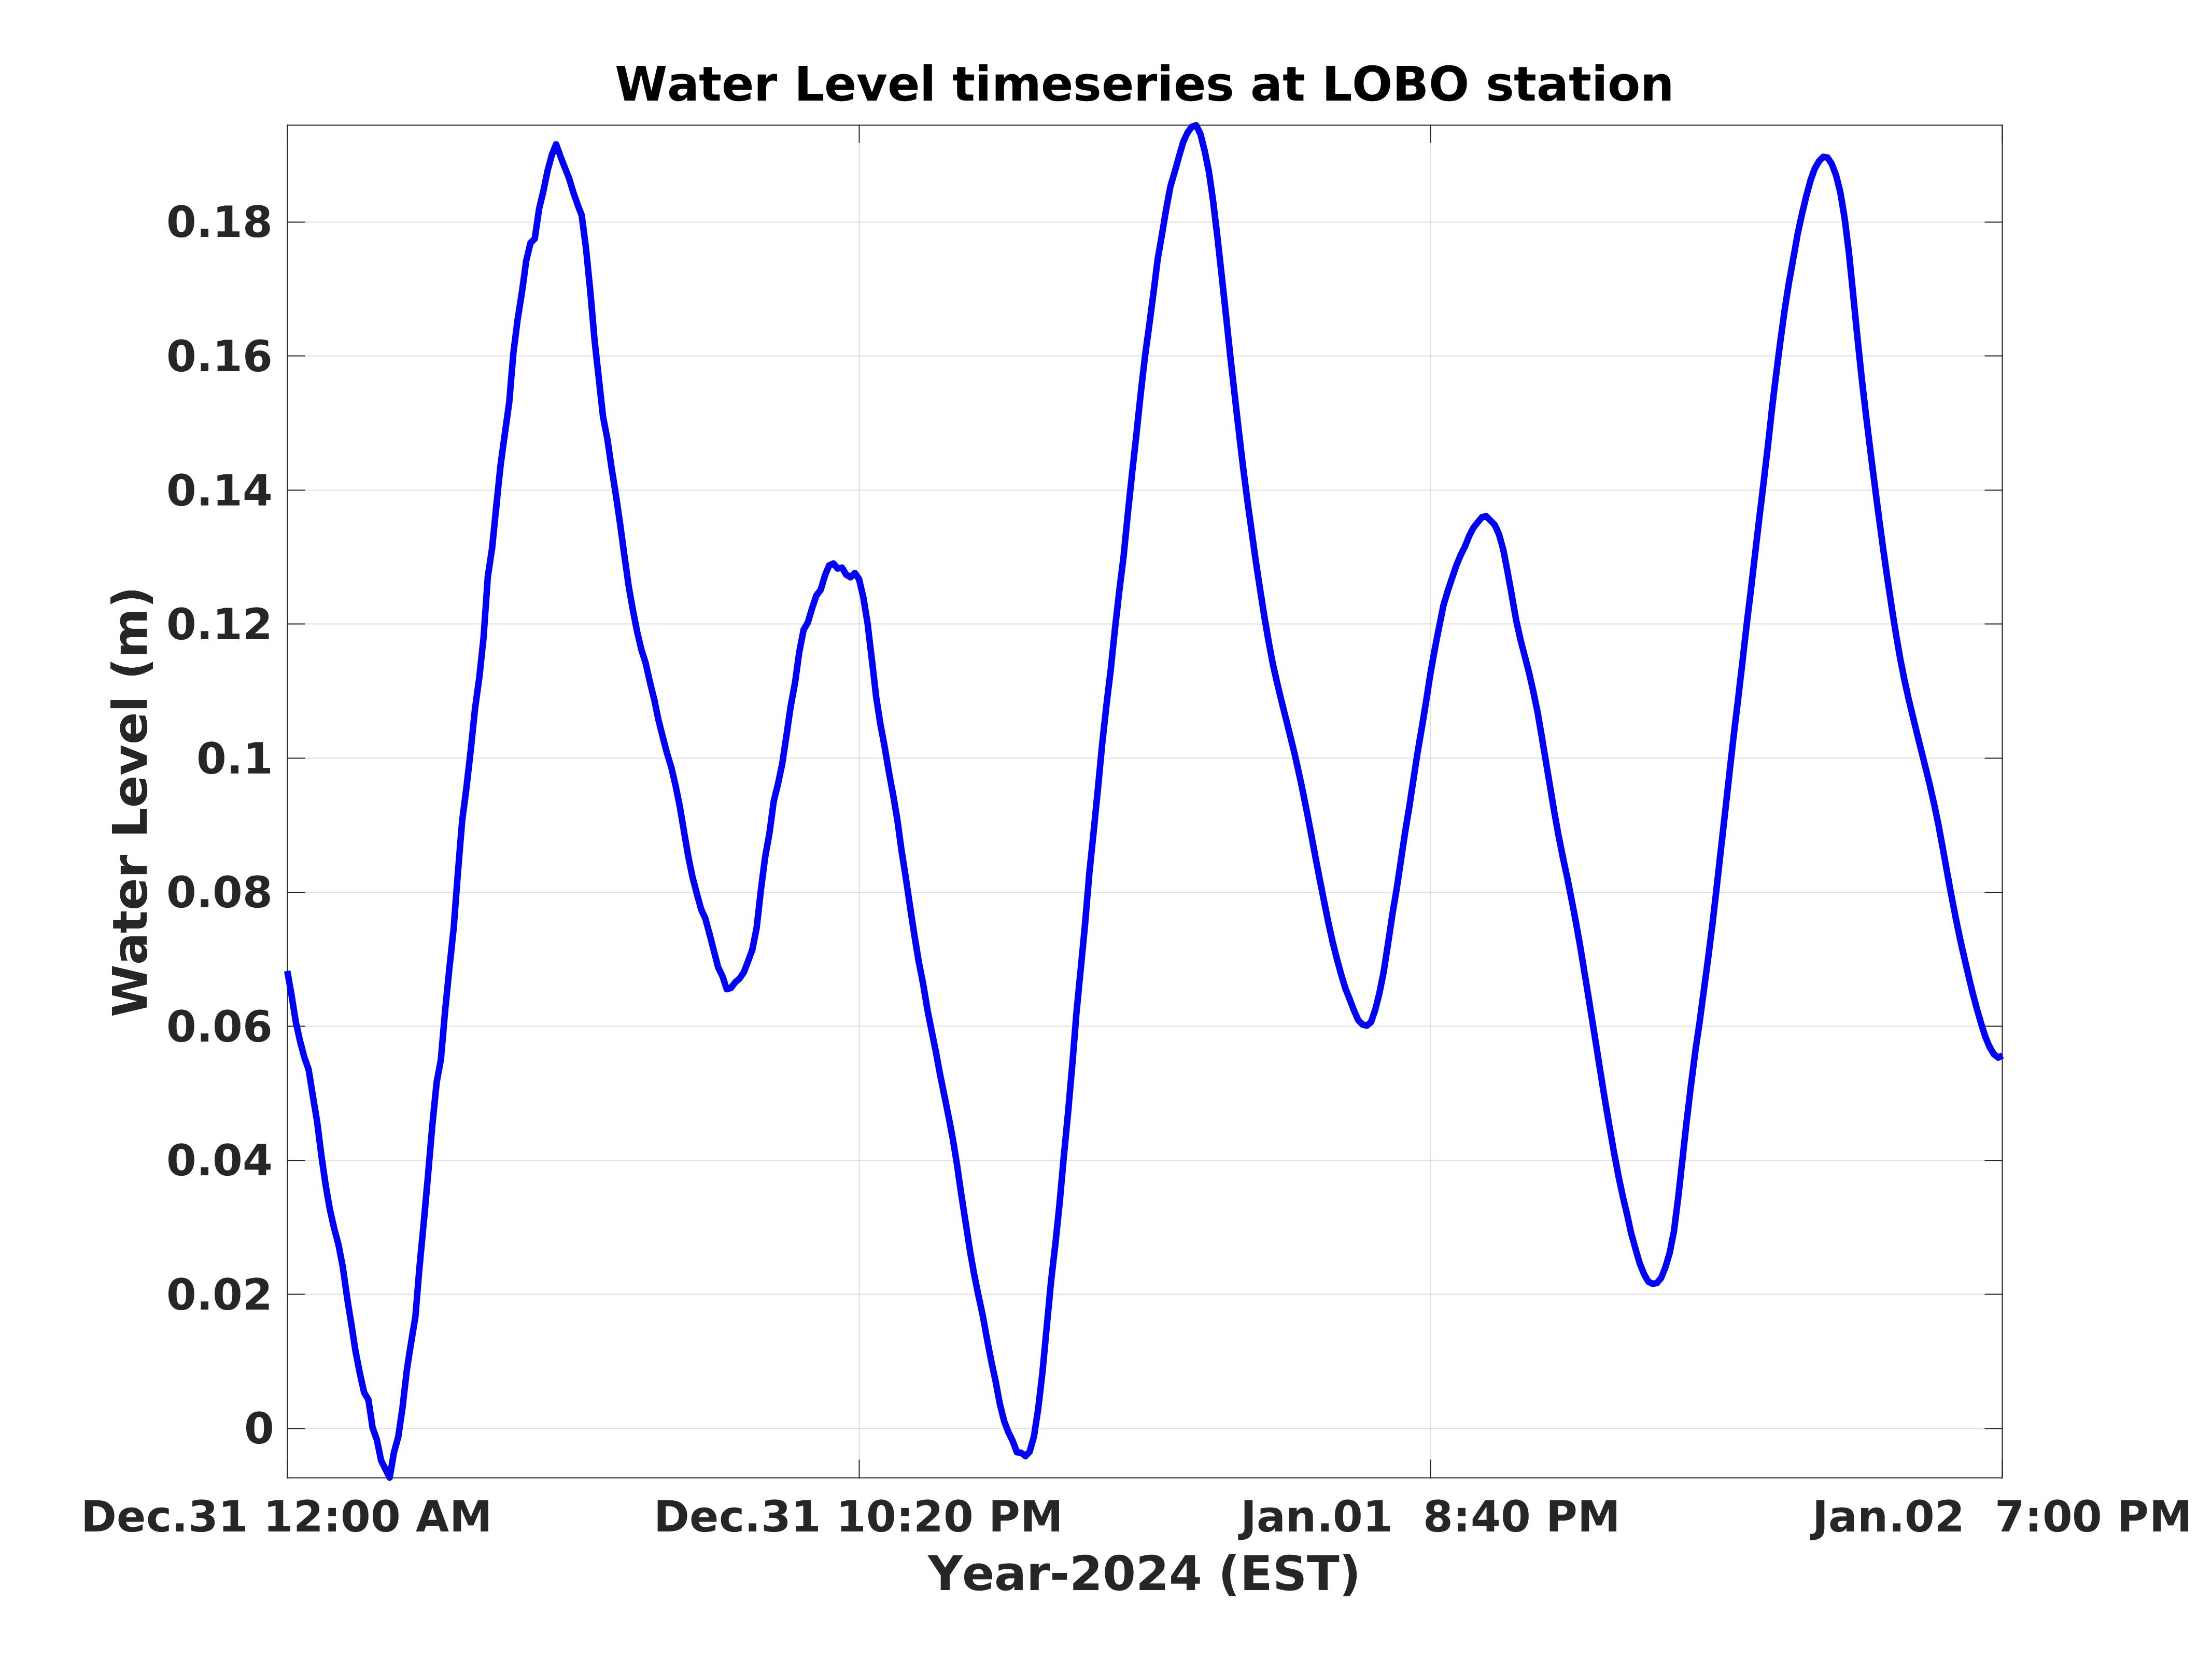 Water Level timeseries at LOBO station
Water Level (m)
0.18
0.16
0.14
0.12
0.1
0.08
0.06
0.04
0.02
0
Dec.31 12:00 AM
Dec.31 10:20 PM
Jan.01  8:40 PM
Jan.02  7:00 PM
Year-2024 (EST)